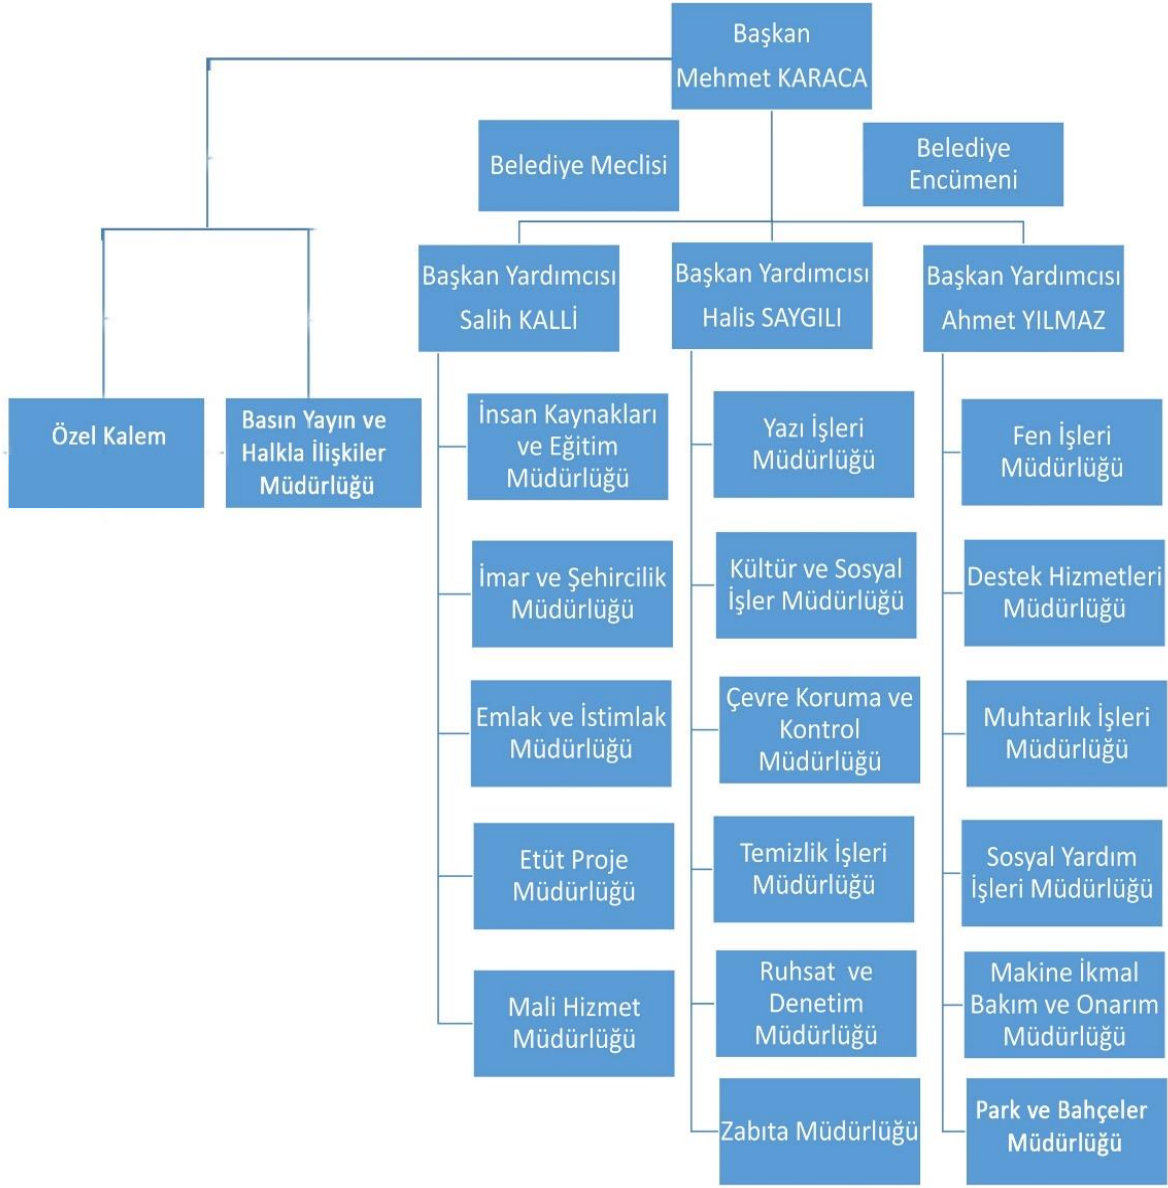 Başkan
Mehmet KARACA
Belediye Meclisi
Belediye
Encümeni
Başkan Yardımcısı
Salih KALLİ
Başkan Yardımcısı
Halis SAYGILI
Başkan Yardımcısı
Ahmet YILMAZ
Özel Kalem
Basın Yayın ve
Halkla İlişkiler
Müdürlüğü
İnsan Kaynakları
ve Eğitim
Müdürlüğü
İmar ve Şehircilik
Müdürlüğü
Emlak ve İstimlak
Müdürlüğü
Etüt Proje
Müdürlüğü
Mali Hizmet
Müdürlüğü
Yazı İşleri
Müdürlüğü
Kültür ve Sosyal
İşler Müdürlüğü
Çevre Koruma ve
Kontrol
Müdürlüğü
Temizlik İşleri
Müdürlüğü
Ruhsat ve
Denetim
Müdürlüğü
Zabıta Müdürlüğü
Fen İşleri
Müdürlüğü
Destek Hizmetleri
Müdürlüğü
Muhtarlık İşleri
Müdürlüğü
Sosyal Yardım
İşleri Müdürlüğü
Makine İkmal
Bakım ve Onarım
Müdürlüğü
Park ve Bahçeler
Müdürlüğü